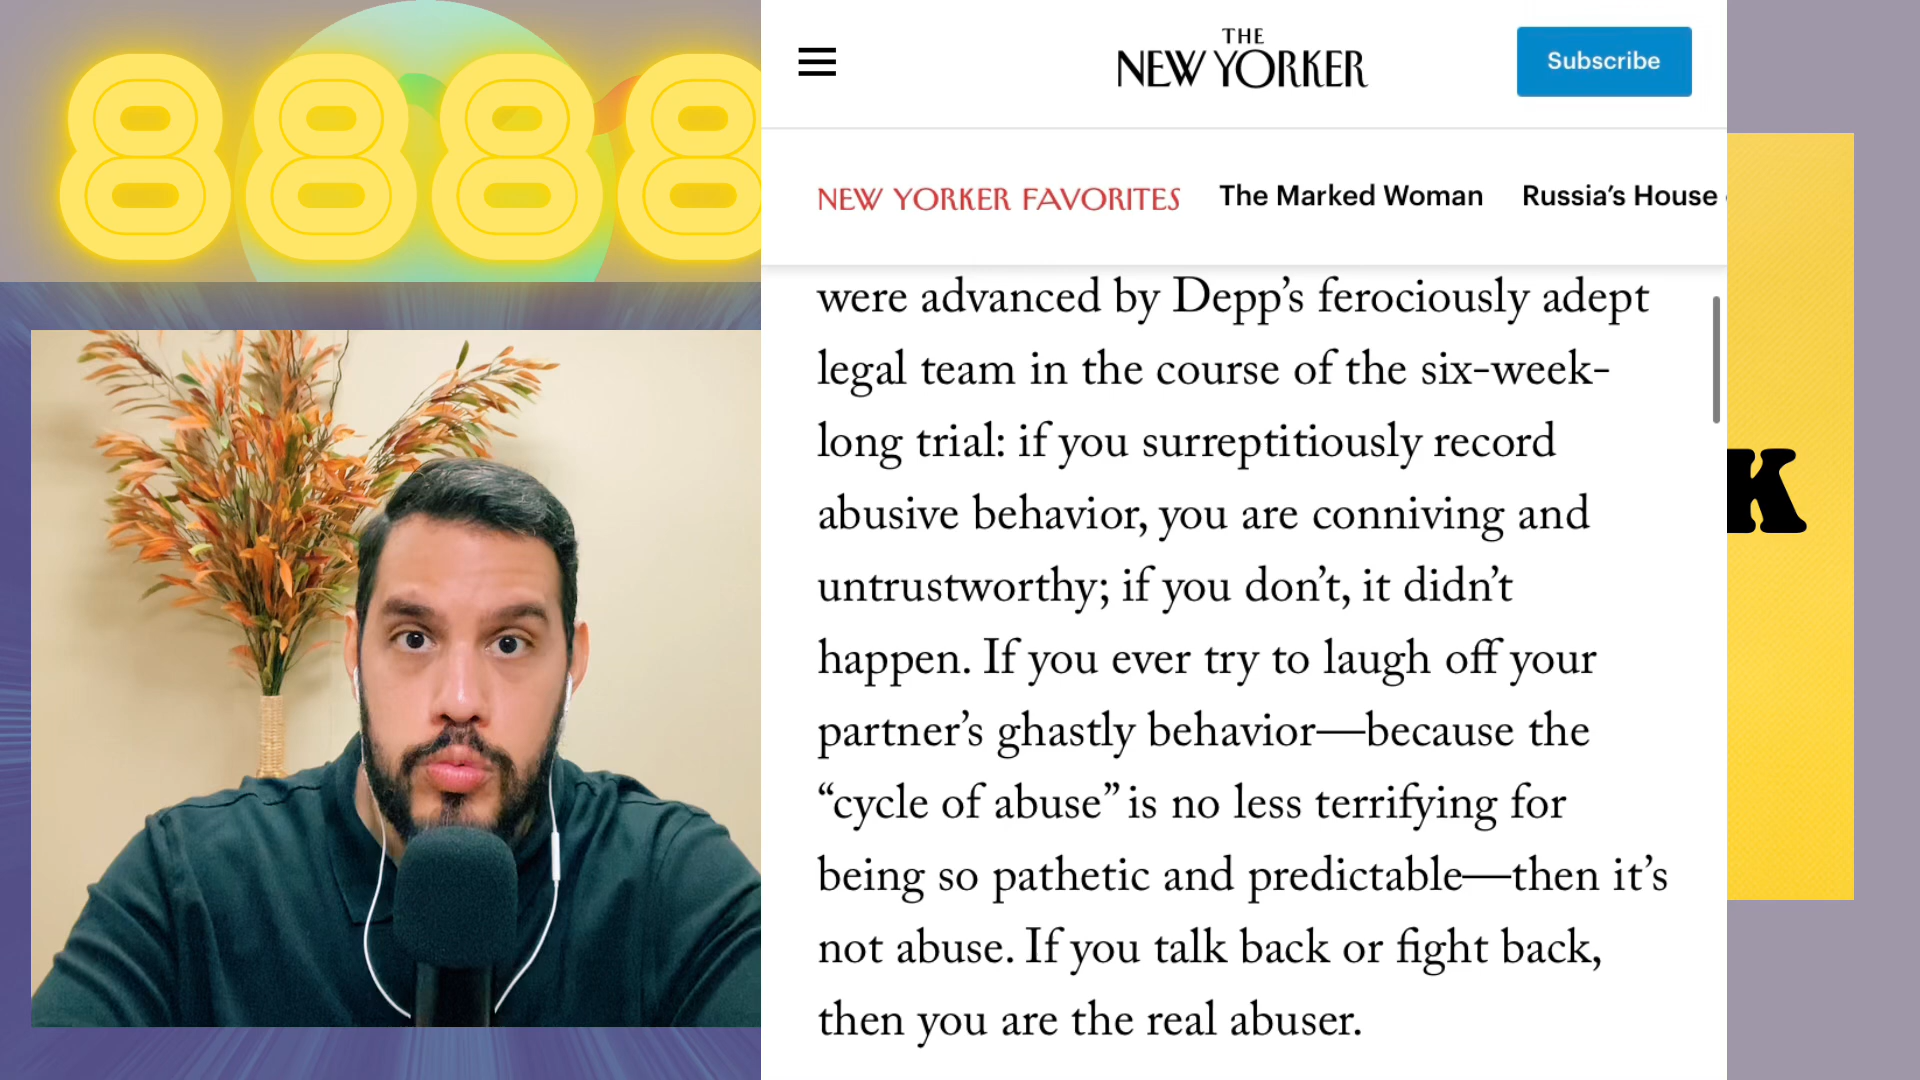 8888
THE
NEW YORKER
Subscribe
NEW YORKER FAVORITES The Marked Woman Russia’s House
were advanced by Depp’s ferociously adept
legal team in the course of the six-week-
long trial: if you surreptitiously record
abusive behavior, you are conniving and
untrustworthy; if you don’t, it didn’t
happen. If you ever try to laugh off your
partner’s ghastly behavior—because the
“cycle of abuse” is no less terrifying for
being so pathetic and predictable—then it’s
not abuse. If you talk back or fight back,
then you are the real abuser.
K